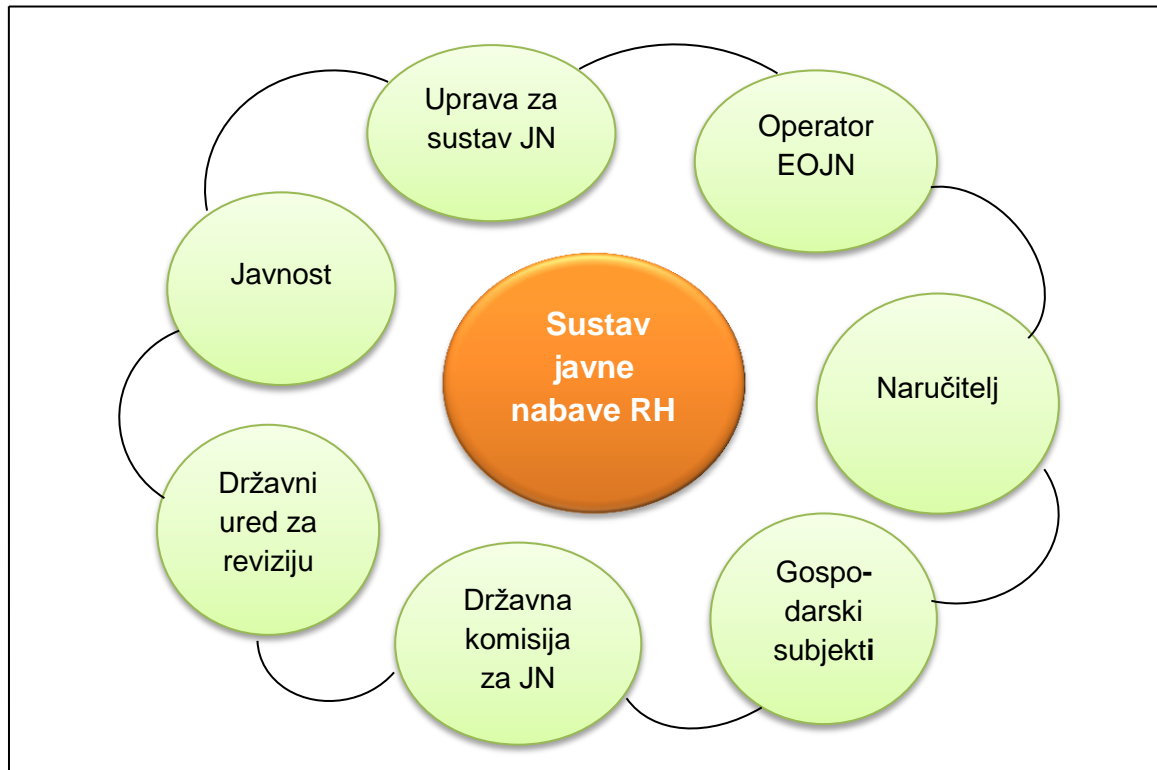 Uprava za
sustav JN
Operator
EOJN
Javnost
Sustav
javne
nabave RH
Naručitelj
Državni
ured za
reviziju
Državna
komisija
za JN
Gospo-
darski
subjekti